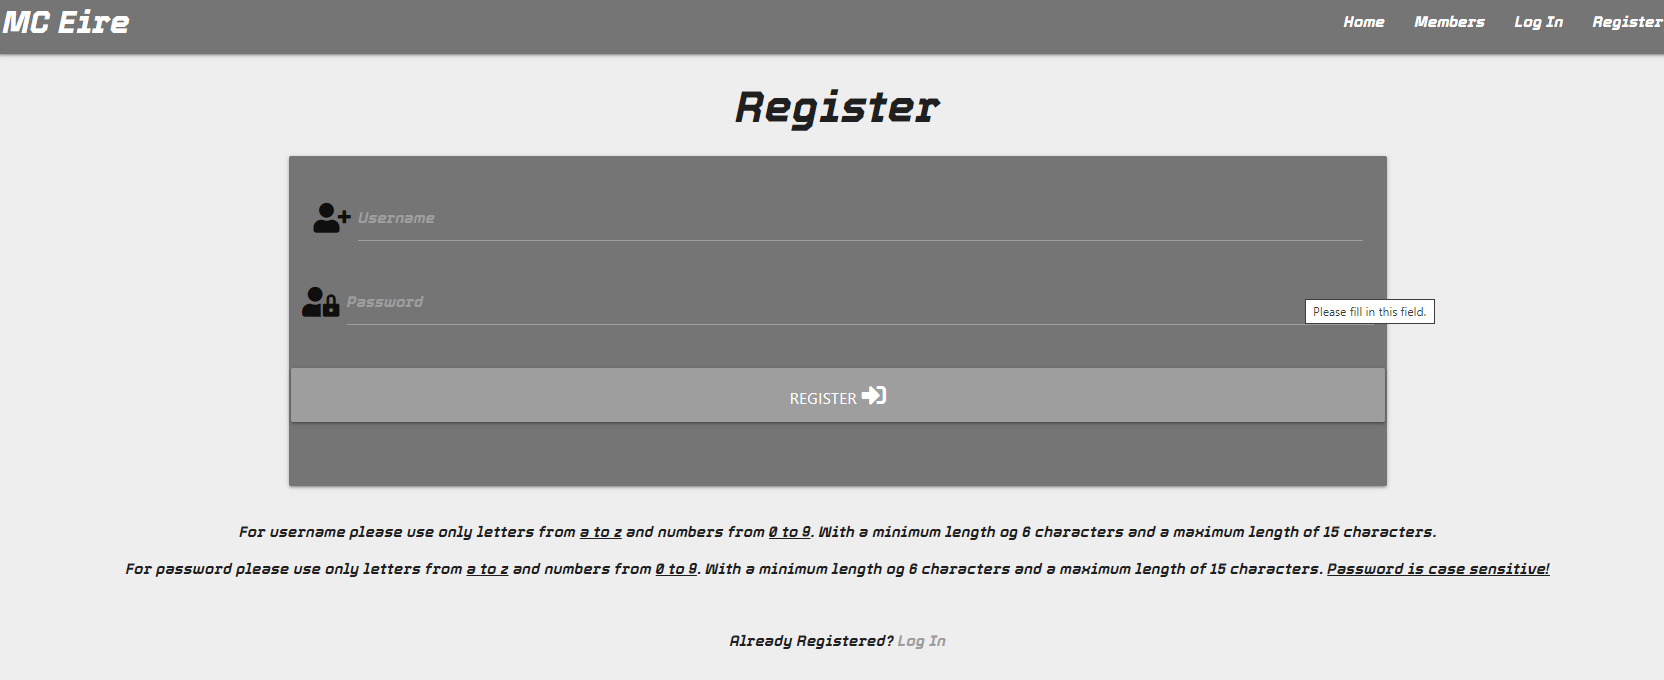 MC Eire
Home Members Log In Register
Register
Username
Password
Please fill in this field.
REGISTER
For username please use only letters from a to z and numbers from 0 to 9. With a minimum length og 6 characters and a maximum length of 15 characters.
For password please use only letters from a to z and numbers from 0 to 9. With a minimum length og 6 characters and a maximum length of 15 characters. Password is case sensitive!
Already Registered? Log In